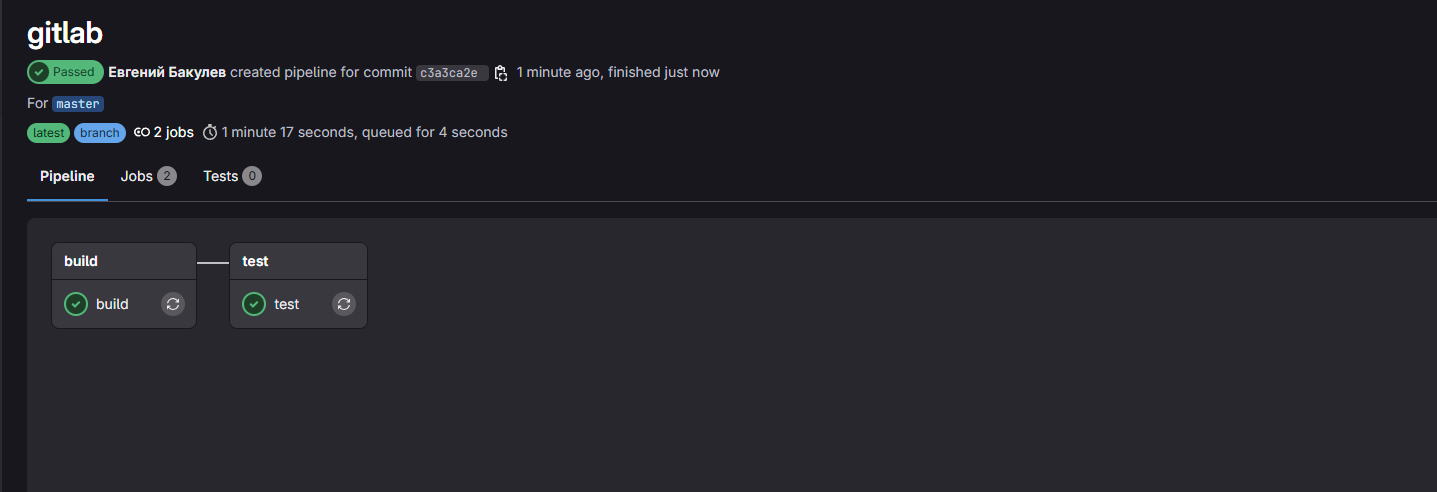 gitlab
Passed Евгений Бакулев created pipeline for commit c3a3ca2e 1 minute ago, finished just now
For master
latest branch 2 jobs 1 minute 17 seconds, queued for 4 seconds
Pipeline Jobs 2 Tests 0
build test
build test